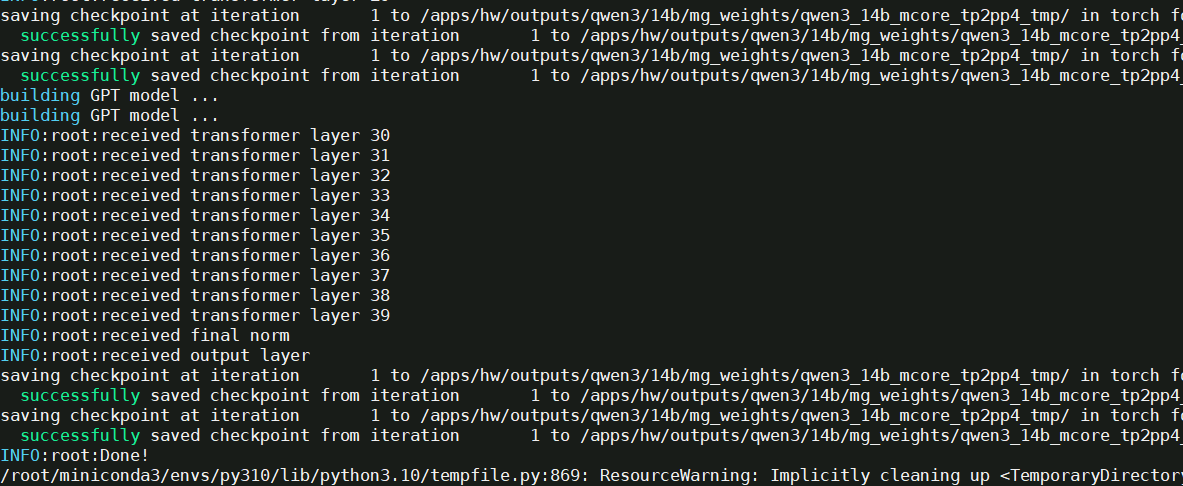 saving checkpoint at iteration       1 to /apps/hw/outputs/qwen3/14b/mg_weights/qwen3_14b_mcore_tp2pp4_tmp/ in torch
  successfully saved checkpoint from iteration       1 to /apps/hw/outputs/qwen3/14b/mg_weights/qwen3_14b_mcore_tp2pp4_
saving checkpoint at iteration       1 to /apps/hw/outputs/qwen3/14b/mg_weights/qwen3_14b_mcore_tp2pp4_tmp/ in torch
  successfully saved checkpoint from iteration       1 to /apps/hw/outputs/qwen3/14b/mg_weights/qwen3_14b_mcore_tp2pp4_
building GPT model ...
building GPT model ...
INFO:root:received transformer layer 30
INFO:root:received transformer layer 31
INFO:root:received transformer layer 32
INFO:root:received transformer layer 33
INFO:root:received transformer layer 34
INFO:root:received transformer layer 35
INFO:root:received transformer layer 36
INFO:root:received transformer layer 37
INFO:root:received transformer layer 38
INFO:root:received transformer layer 39
INFO:root:received final norm
INFO:root:received output layer
saving checkpoint at iteration       1 to /apps/hw/outputs/qwen3/14b/mg_weights/qwen3_14b_mcore_tp2pp4_tmp/ in torch
  successfully saved checkpoint from iteration       1 to /apps/hw/outputs/qwen3/14b/mg_weights/qwen3_14b_mcore_tp2pp4_
saving checkpoint at iteration       1 to /apps/hw/outputs/qwen3/14b/mg_weights/qwen3_14b_mcore_tp2pp4_tmp/ in torch
  successfully saved checkpoint from iteration       1 to /apps/hw/outputs/qwen3/14b/mg_weights/qwen3_14b_mcore_tp2pp4_
INFO:root:Done!
/root/miniconda3/envs/py310/lib/python3.10/tempfile.py:869: ResourceWarning: Implicitly cleaning up <TemporaryDirectory